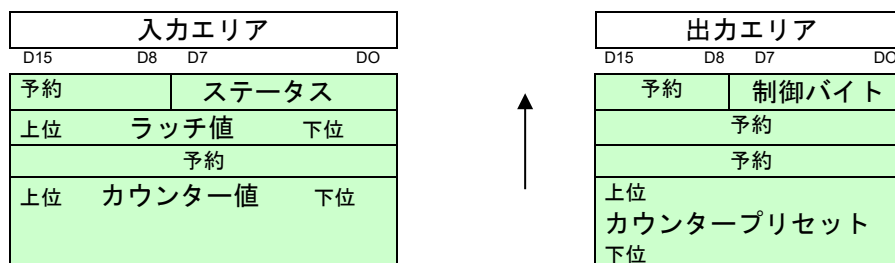 入力エリア
D15 D8 D7 DO
予約 ステータス
上位 ラッチ値 下位
予約
上位 カウンター値 下位
出力エリア
D15 D8 D7 DO
予約 制御バイト
予約
予約
上位
カウンタープリセット
下位